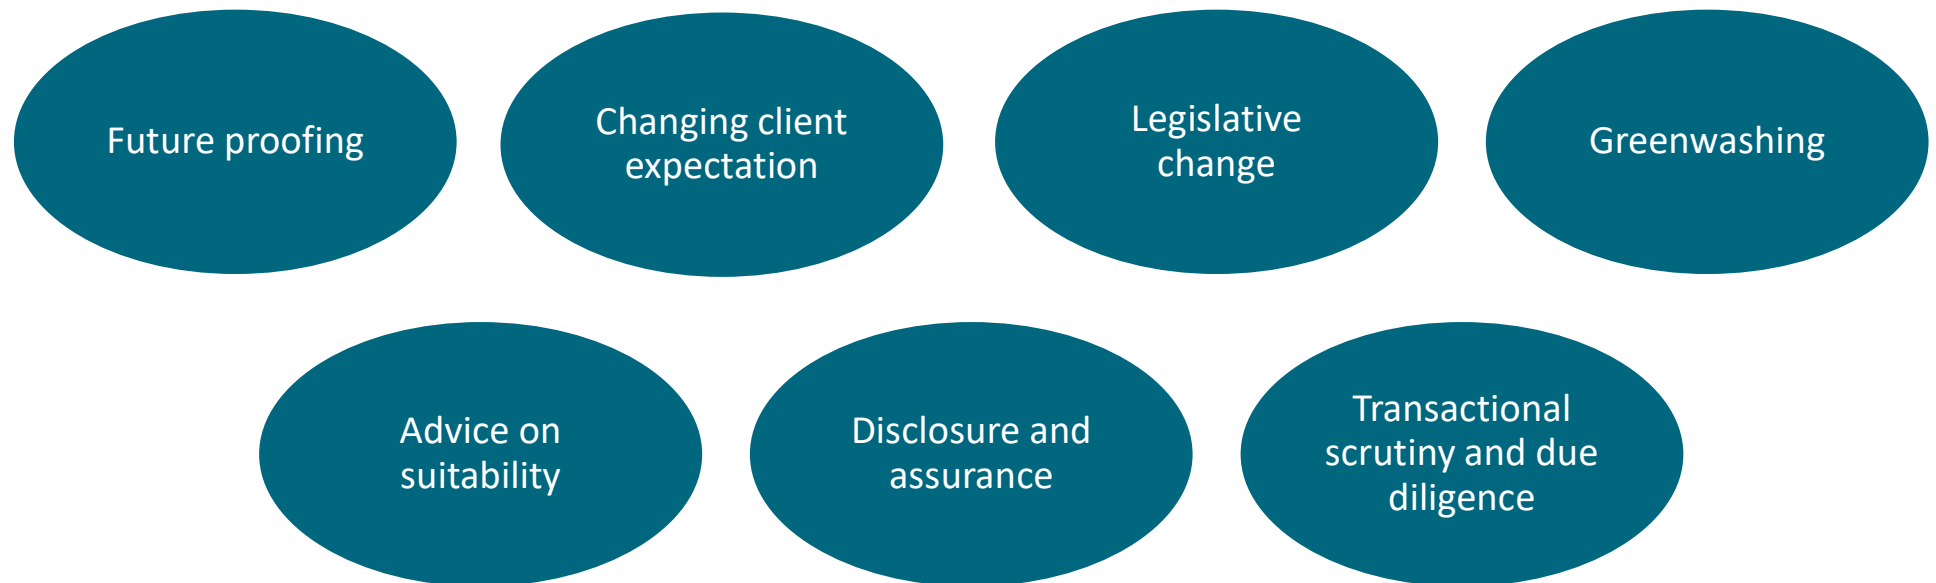 Future proofing
Changing client
expectation
Legislative
change
Greenwashing
Advice on
suitability
Disclosure and
assurance
Transactional
scrutiny and due
diligence